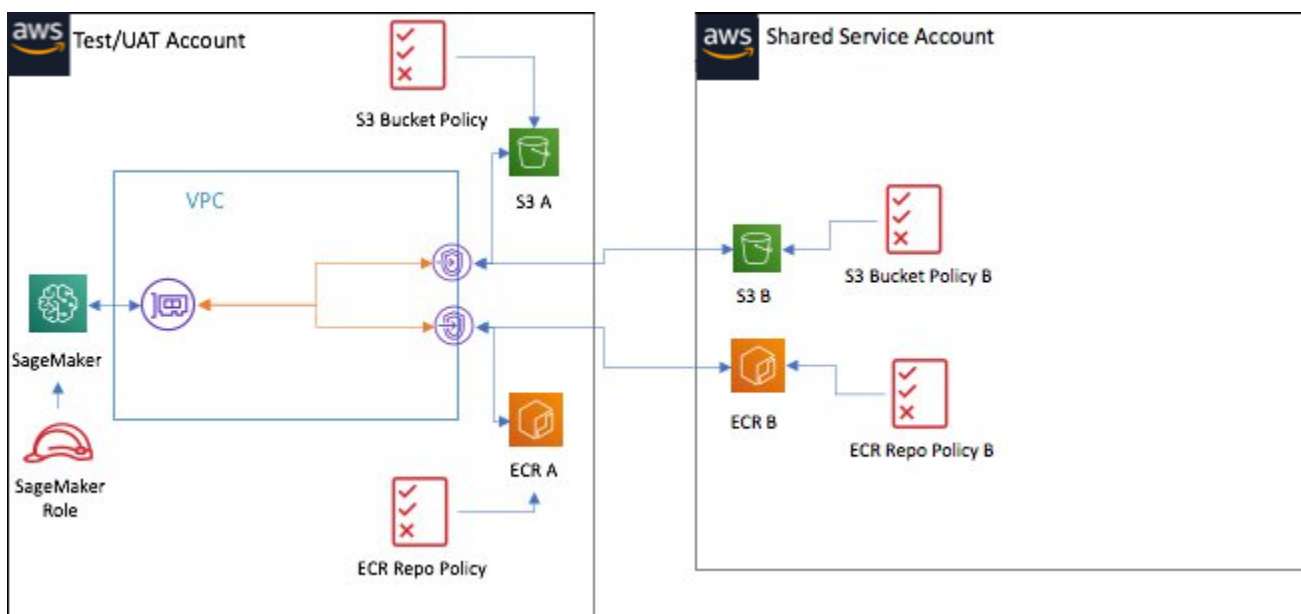 aws
Test/UAT Account
S3 Bucket Policy
S3 A
VPC
SageMaker
SageMaker
Role
ECR A
ECR Repo Policy
aws
Shared Service Account
S3 Bucket Policy B
S3 B
ECR B
ECR Repo Policy B